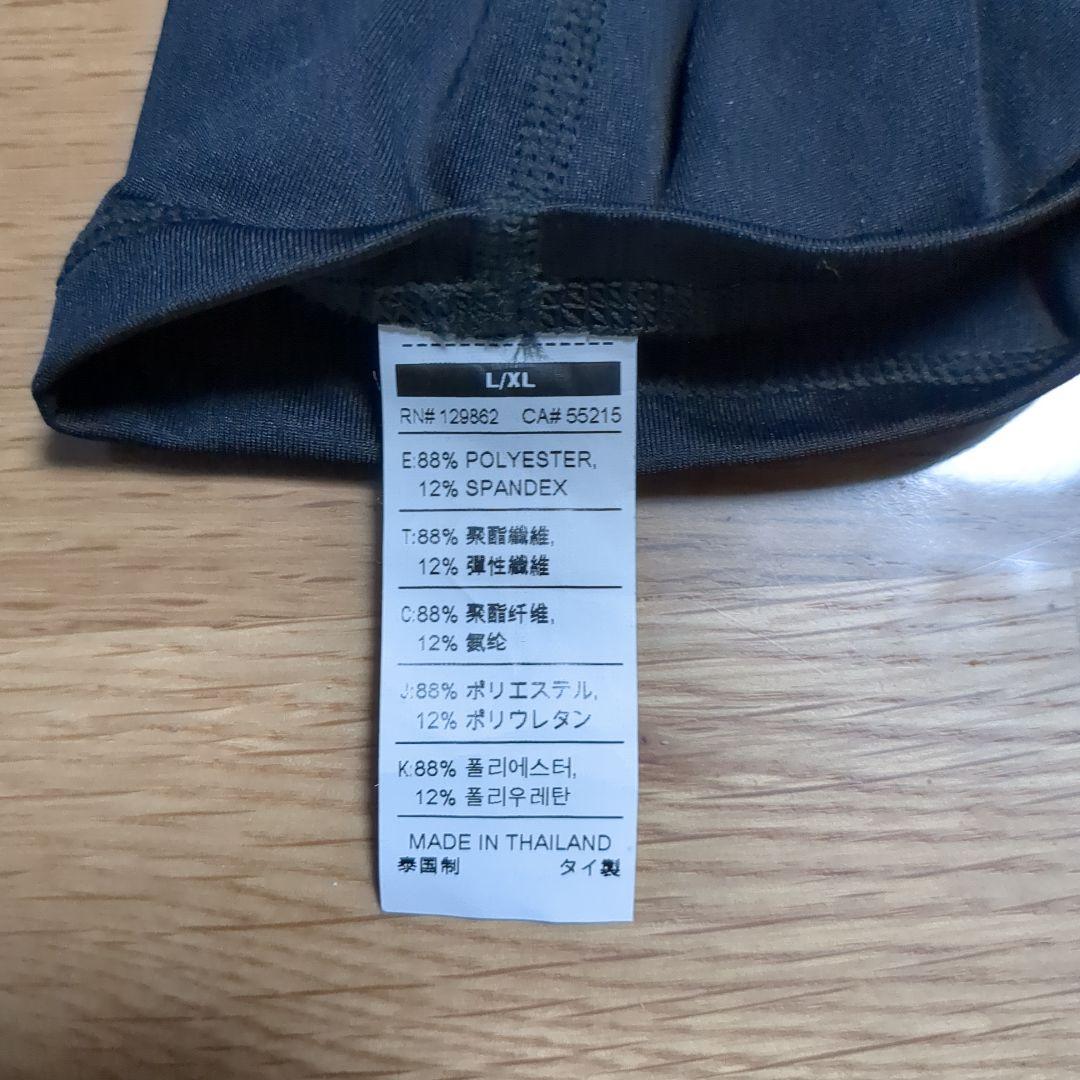 L/XL
RN# 129862 CA# 55215
E:88% POLYESTER,
12% SPANDEX
T:88% 聚酯纖維,
12% 彈性纖維
C:88% 聚酯纤维,
12% 氨纶
J:88% ポリエステル,
12% ポリウレタン
K:88% 폴리에스터,
12% 폴리우레탄
MADE IN THAILAND
泰国制 タイ製